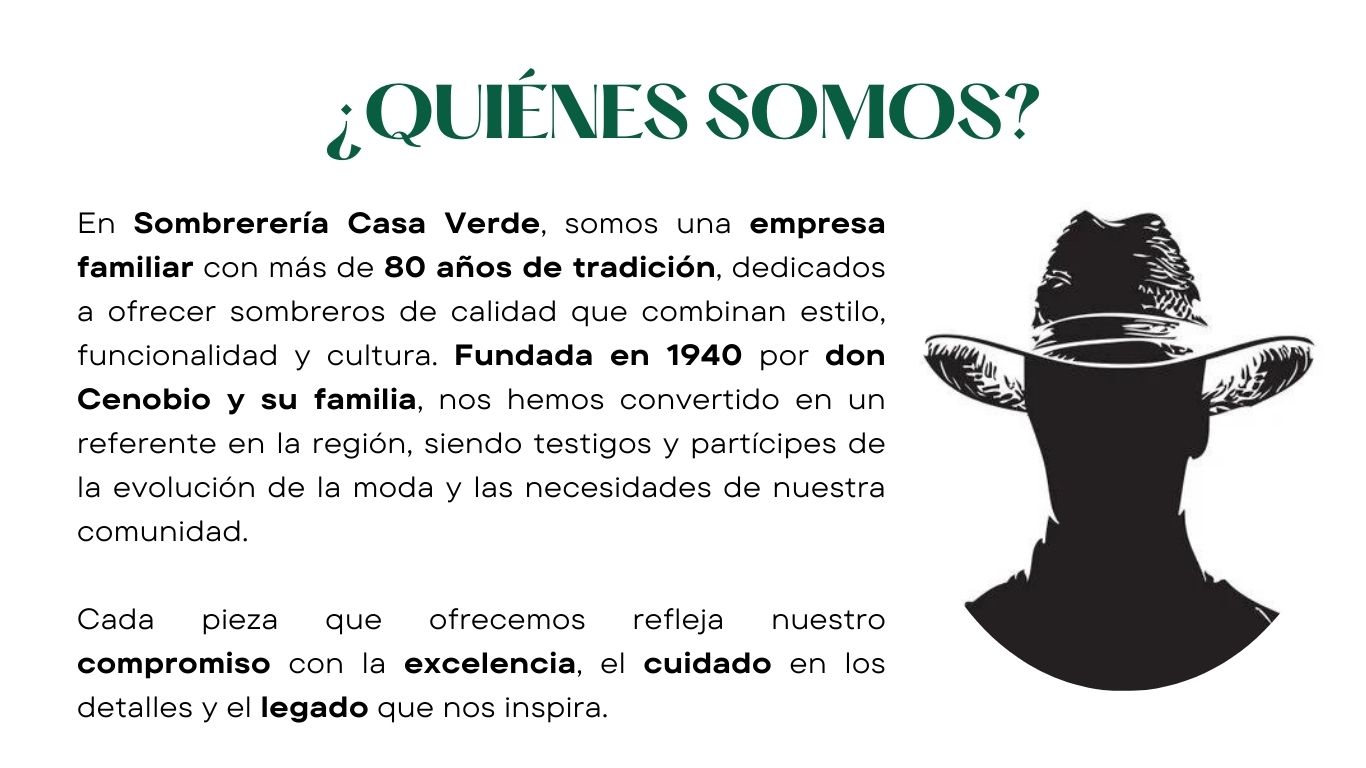 ¿QUIÉNES SOMOS?
En Sombrerería Casa Verde, somos una empresa
familiar con más de 80 años de tradición, dedicados
a ofrecer sombreros de calidad que combinan estilo,
funcionalidad y cultura. Fundada en 1940 por don
Cenobio y su familia, nos hemos convertido en un
referente en la región, siendo testigos y partícipes de
la evolución de la moda y las necesidades de nuestra
comunidad.
Cada pieza que ofrecemos refleja nuestro
compromiso con la excelencia, el cuidado en los
detalles y el legado que nos inspira.